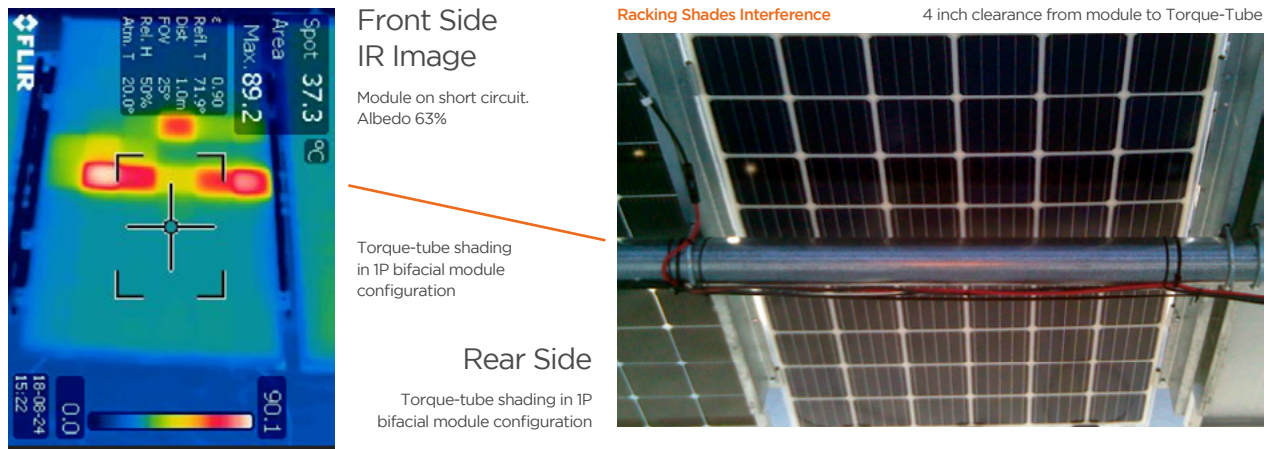 Front Side
IR Image
Module on short circuit.
Albedo 63%
Torque-tube shading
in 1P bifacial module
configuration
Rear Side
Torque-tube shading in 1P
bifacial module configuration
Racking Shades Interference
4 inch clearance from module to Torque-Tube
Spot 37.3 °C
Area
Max. 89.2
ε 0.90
Refl. T 71.9°
Dist 1.0m
FOV 25°
Rel. H 50%
Atm. T 20.0°
FLIR
90.1
0.0
18-08-24
15:22